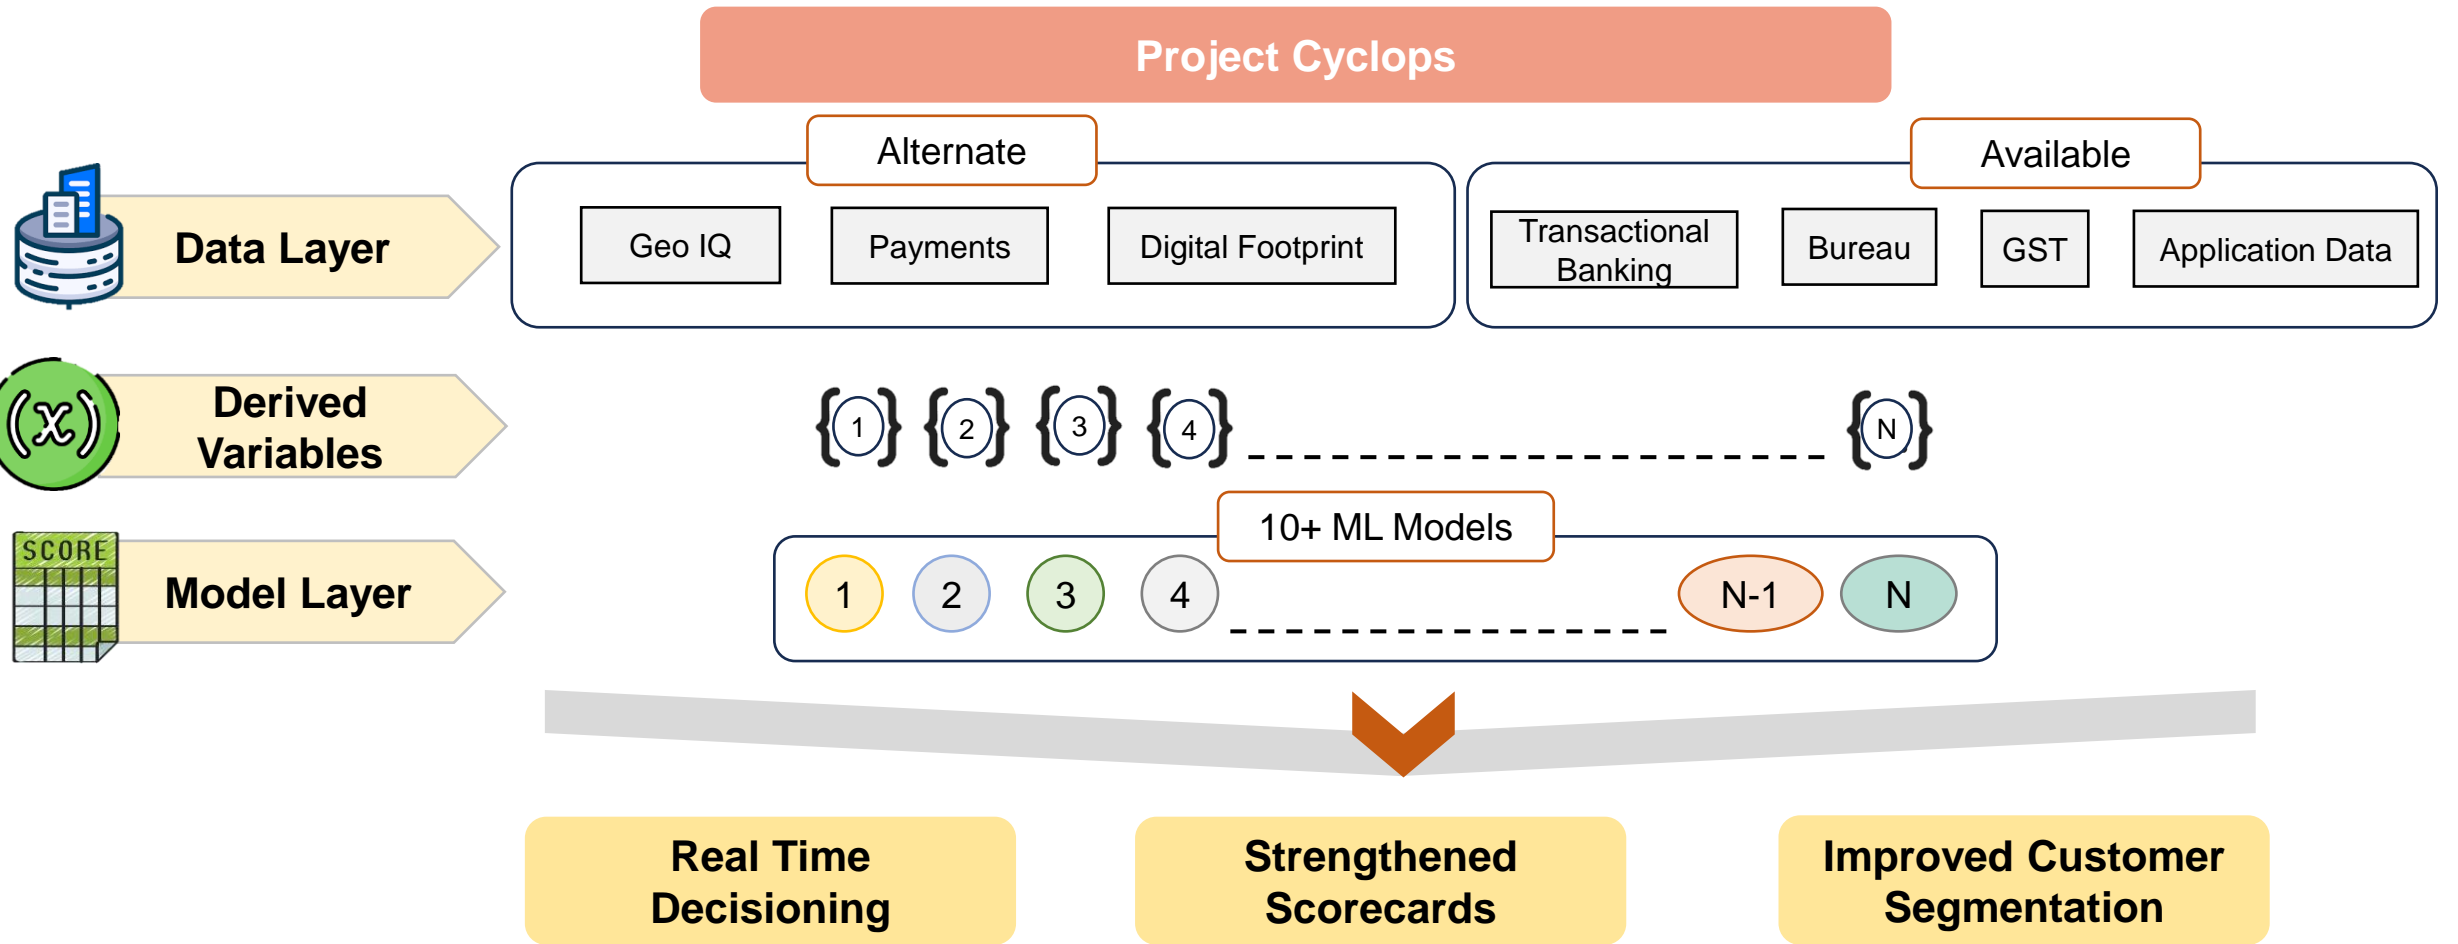 Project Cyclops
Alternate
Available
Data Layer
Geo IQ
Payments
Digital Footprint
Transactional
Banking
Bureau
GST
Application Data
(x)
Derived
Variables
{1} {2} {3} {4} {N}
SCORE
Model Layer
10+ ML Models
1 2 3 4 N-1 N
Real Time
Decisioning
Strengthened
Scorecards
Improved Customer
Segmentation